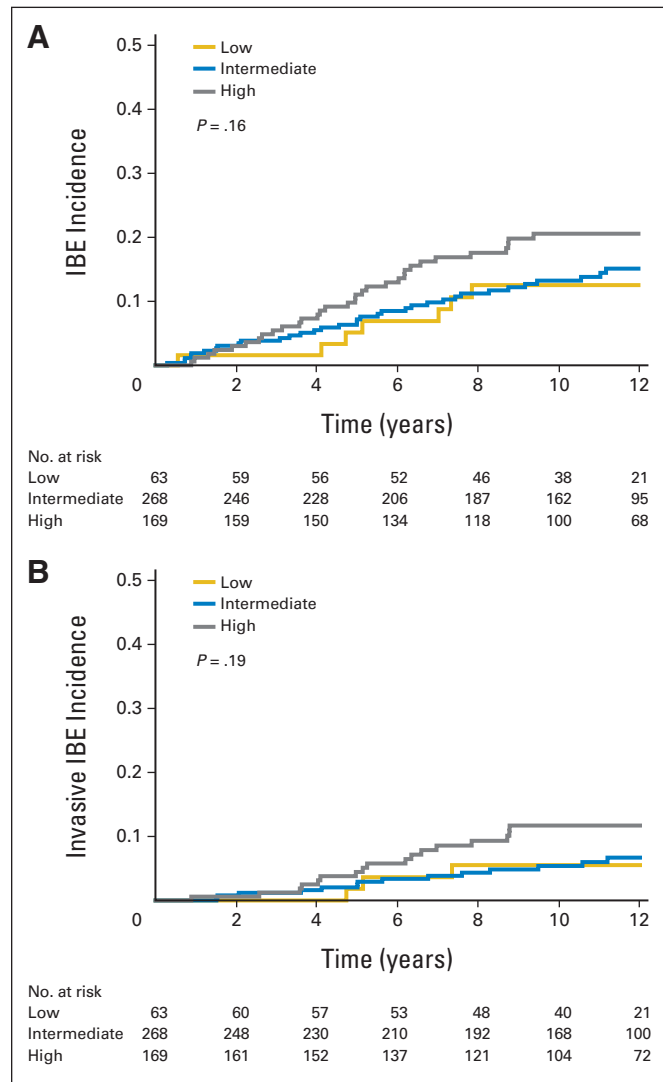 A
0.5
0.4
0.3
0.2
0.1
0
IBE Incidence
Low
Intermediate
High
P = .16
2 4 6 8 10 12
Time (years)
No. at risk
Low 63 59 56 52 46 38 21
Intermediate 268 246 228 206 187 162 95
High 169 159 150 134 118 100 68
B
0.5
0.4
0.3
0.2
0.1
0
Invasive IBE Incidence
Low
Intermediate
High
P = .19
2 4 6 8 10 12
Time (years)
No. at risk
Low 63 60 57 53 48 40 21
Intermediate 268 248 230 210 192 168 100
High 169 161 152 137 121 104 72